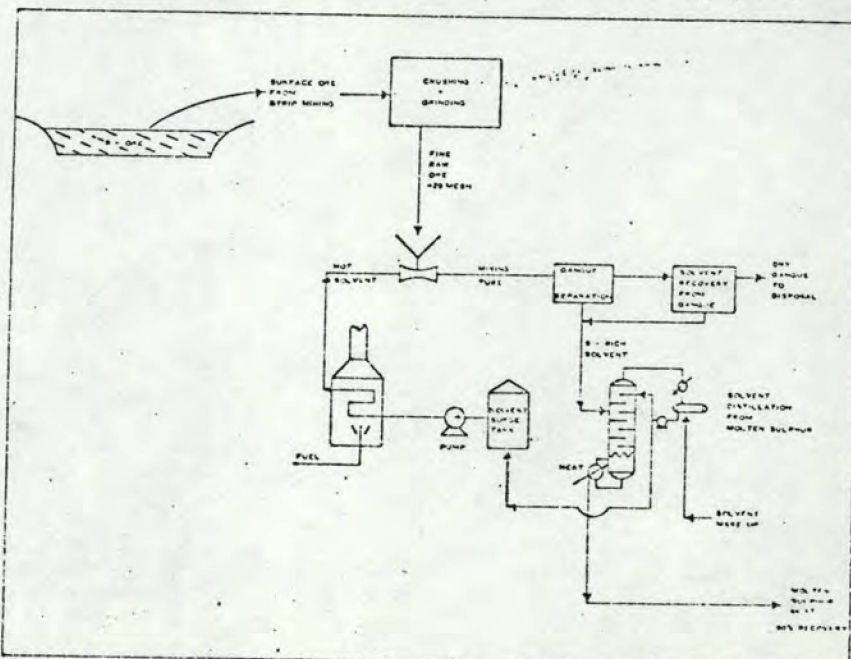 SURFACE ORE
FROM
STRIP MINING
CRUSHING
+
GRINDING
ORE
FINE
RAW
ORE
HOT
SOLVENT
MIXING
TUBE
GANGUE
SEPARATION
SOLVENT
RECOVERY
FROM
GANGUE
DRY
GANGUE
TO
DISPOSAL
S - RICH
SOLVENT
SOLVENT
SURGE
TANK
PUMP
FUEL
HEAT
SOLVENT
DISTILLATION
FROM
MOLTEN SULPHUR
SOLVENT
MAKE-UP
MOLTEN
SULPHUR
90% RECOVERY